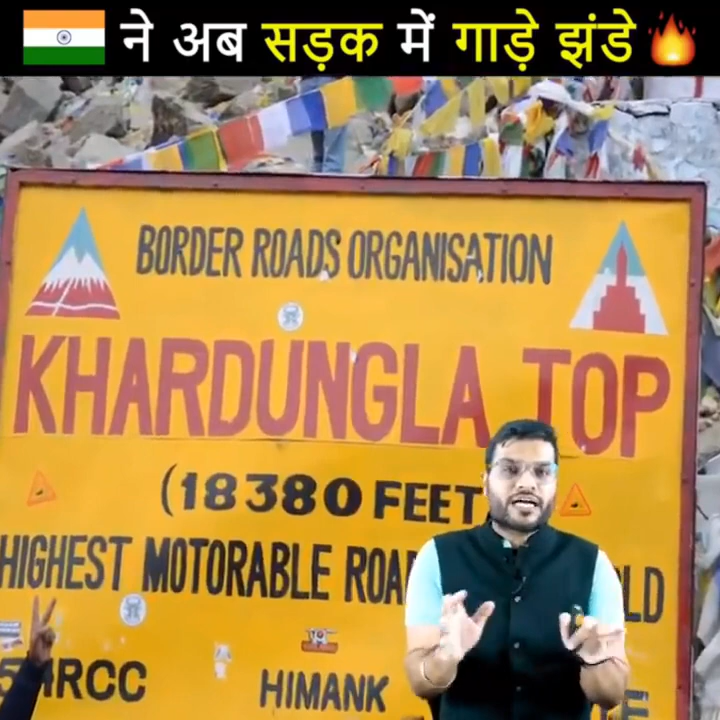 ने अब सड़क में गाड़े झंडे
BORDER ROADS ORGANISATION
KHARDUNGLA TOP
(18380 FEET
HIGHEST MOTORABLE ROA LD
RCC
HIMANK